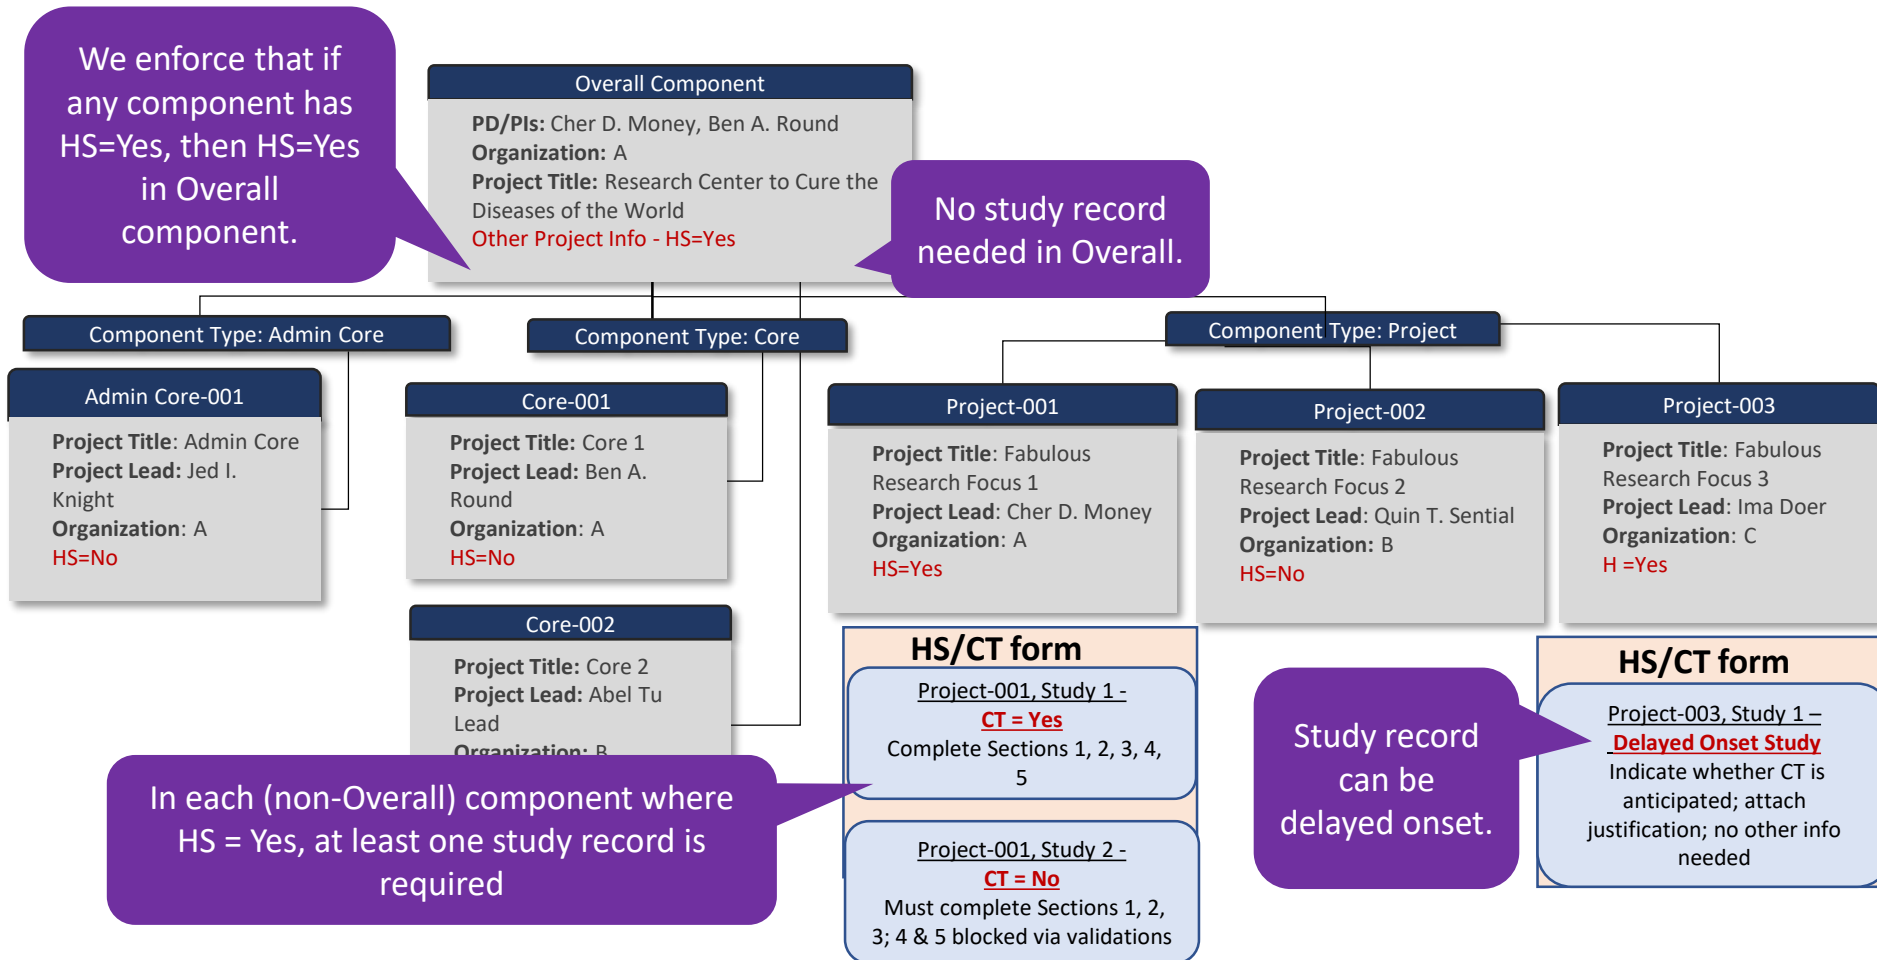 We enforce that if
any component has
HS=Yes, then HS=Yes
in Overall
component.
Overall Component
PD/PIs: Cher D. Money, Ben A. Round
Organization: A
Project Title: Research Center to Cure the
Diseases of the World
Other Project Info - HS=Yes
No study record
needed in Overall.
Component Type: Admin Core
Component Type: Core
Component Type: Project
Admin Core-001
Project Title: Admin Core
Project Lead: Jed I.
Knight
Organization: A
HS=No
Core-001
Project Title: Core 1
Project Lead: Ben A.
Round
Organization: A
HS=No
Core-002
Project Title: Core 2
Project Lead: Abel Tu
Lead
Organization: B
Project-001
Project Title: Fabulous
Research Focus 1
Project Lead: Cher D. Money
Organization: A
HS=Yes
Project-002
Project Title: Fabulous
Research Focus 2
Project Lead: Quin T. Sential
Organization: B
HS=No
Project-003
Project Title: Fabulous
Research Focus 3
Project Lead: Ima Doer
Organization: C
H =Yes
In each (non-Overall) component where
HS = Yes, at least one study record is
required
HS/CT form
Project-001, Study 1 -
CT = Yes
Complete Sections 1, 2, 3, 4,
5
Project-001, Study 2 -
CT = No
Must complete Sections 1, 2,
3; 4 & 5 blocked via validations
Study record
can be
delayed onset.
HS/CT form
Project-003, Study 1 –
Delayed Onset Study
Indicate whether CT is
anticipated; attach
justification; no other info
needed